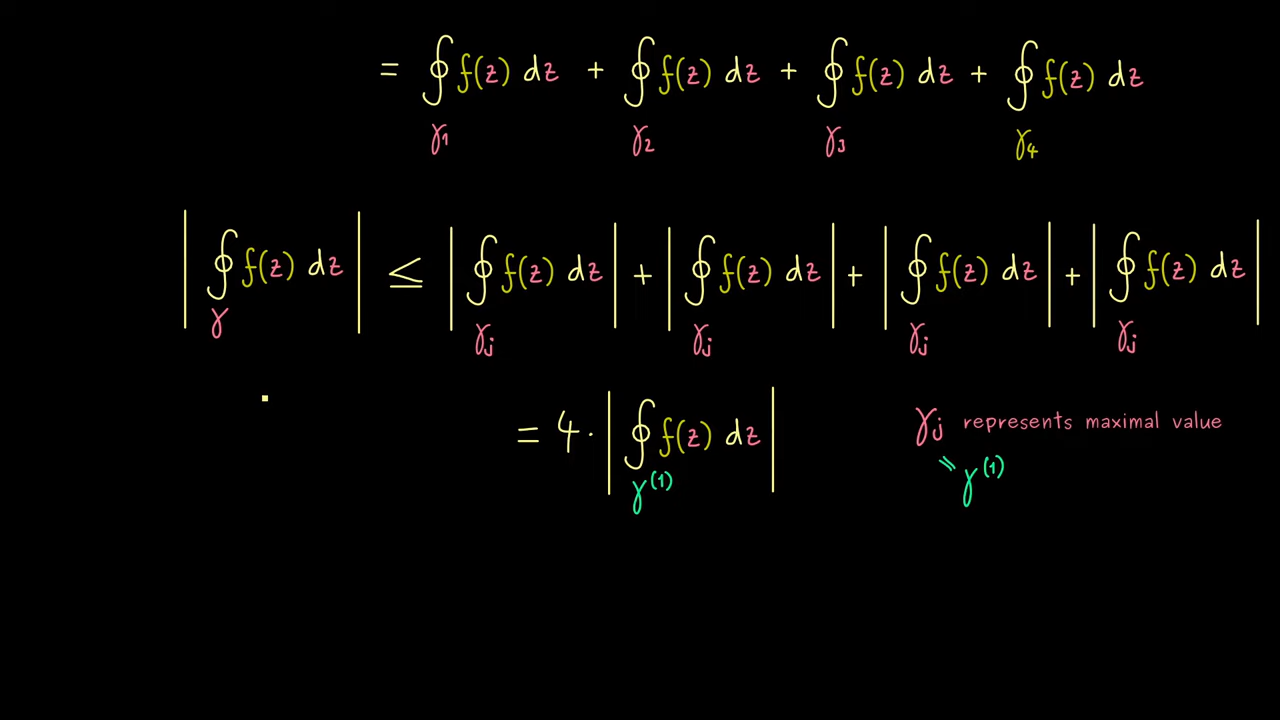 = ∮γ1 f(z) dz + ∮γ2 f(z) dz + ∮γ3 f(z) dz + ∮γ4 f(z) dz
|∮γ f(z) dz| ≤ |∮γj f(z) dz| + |∮γj f(z) dz| + |∮γj f(z) dz| + |∮γj f(z) dz|
= 4 · |∮γ(1) f(z) dz| γj represents maximal value
= γ(1)